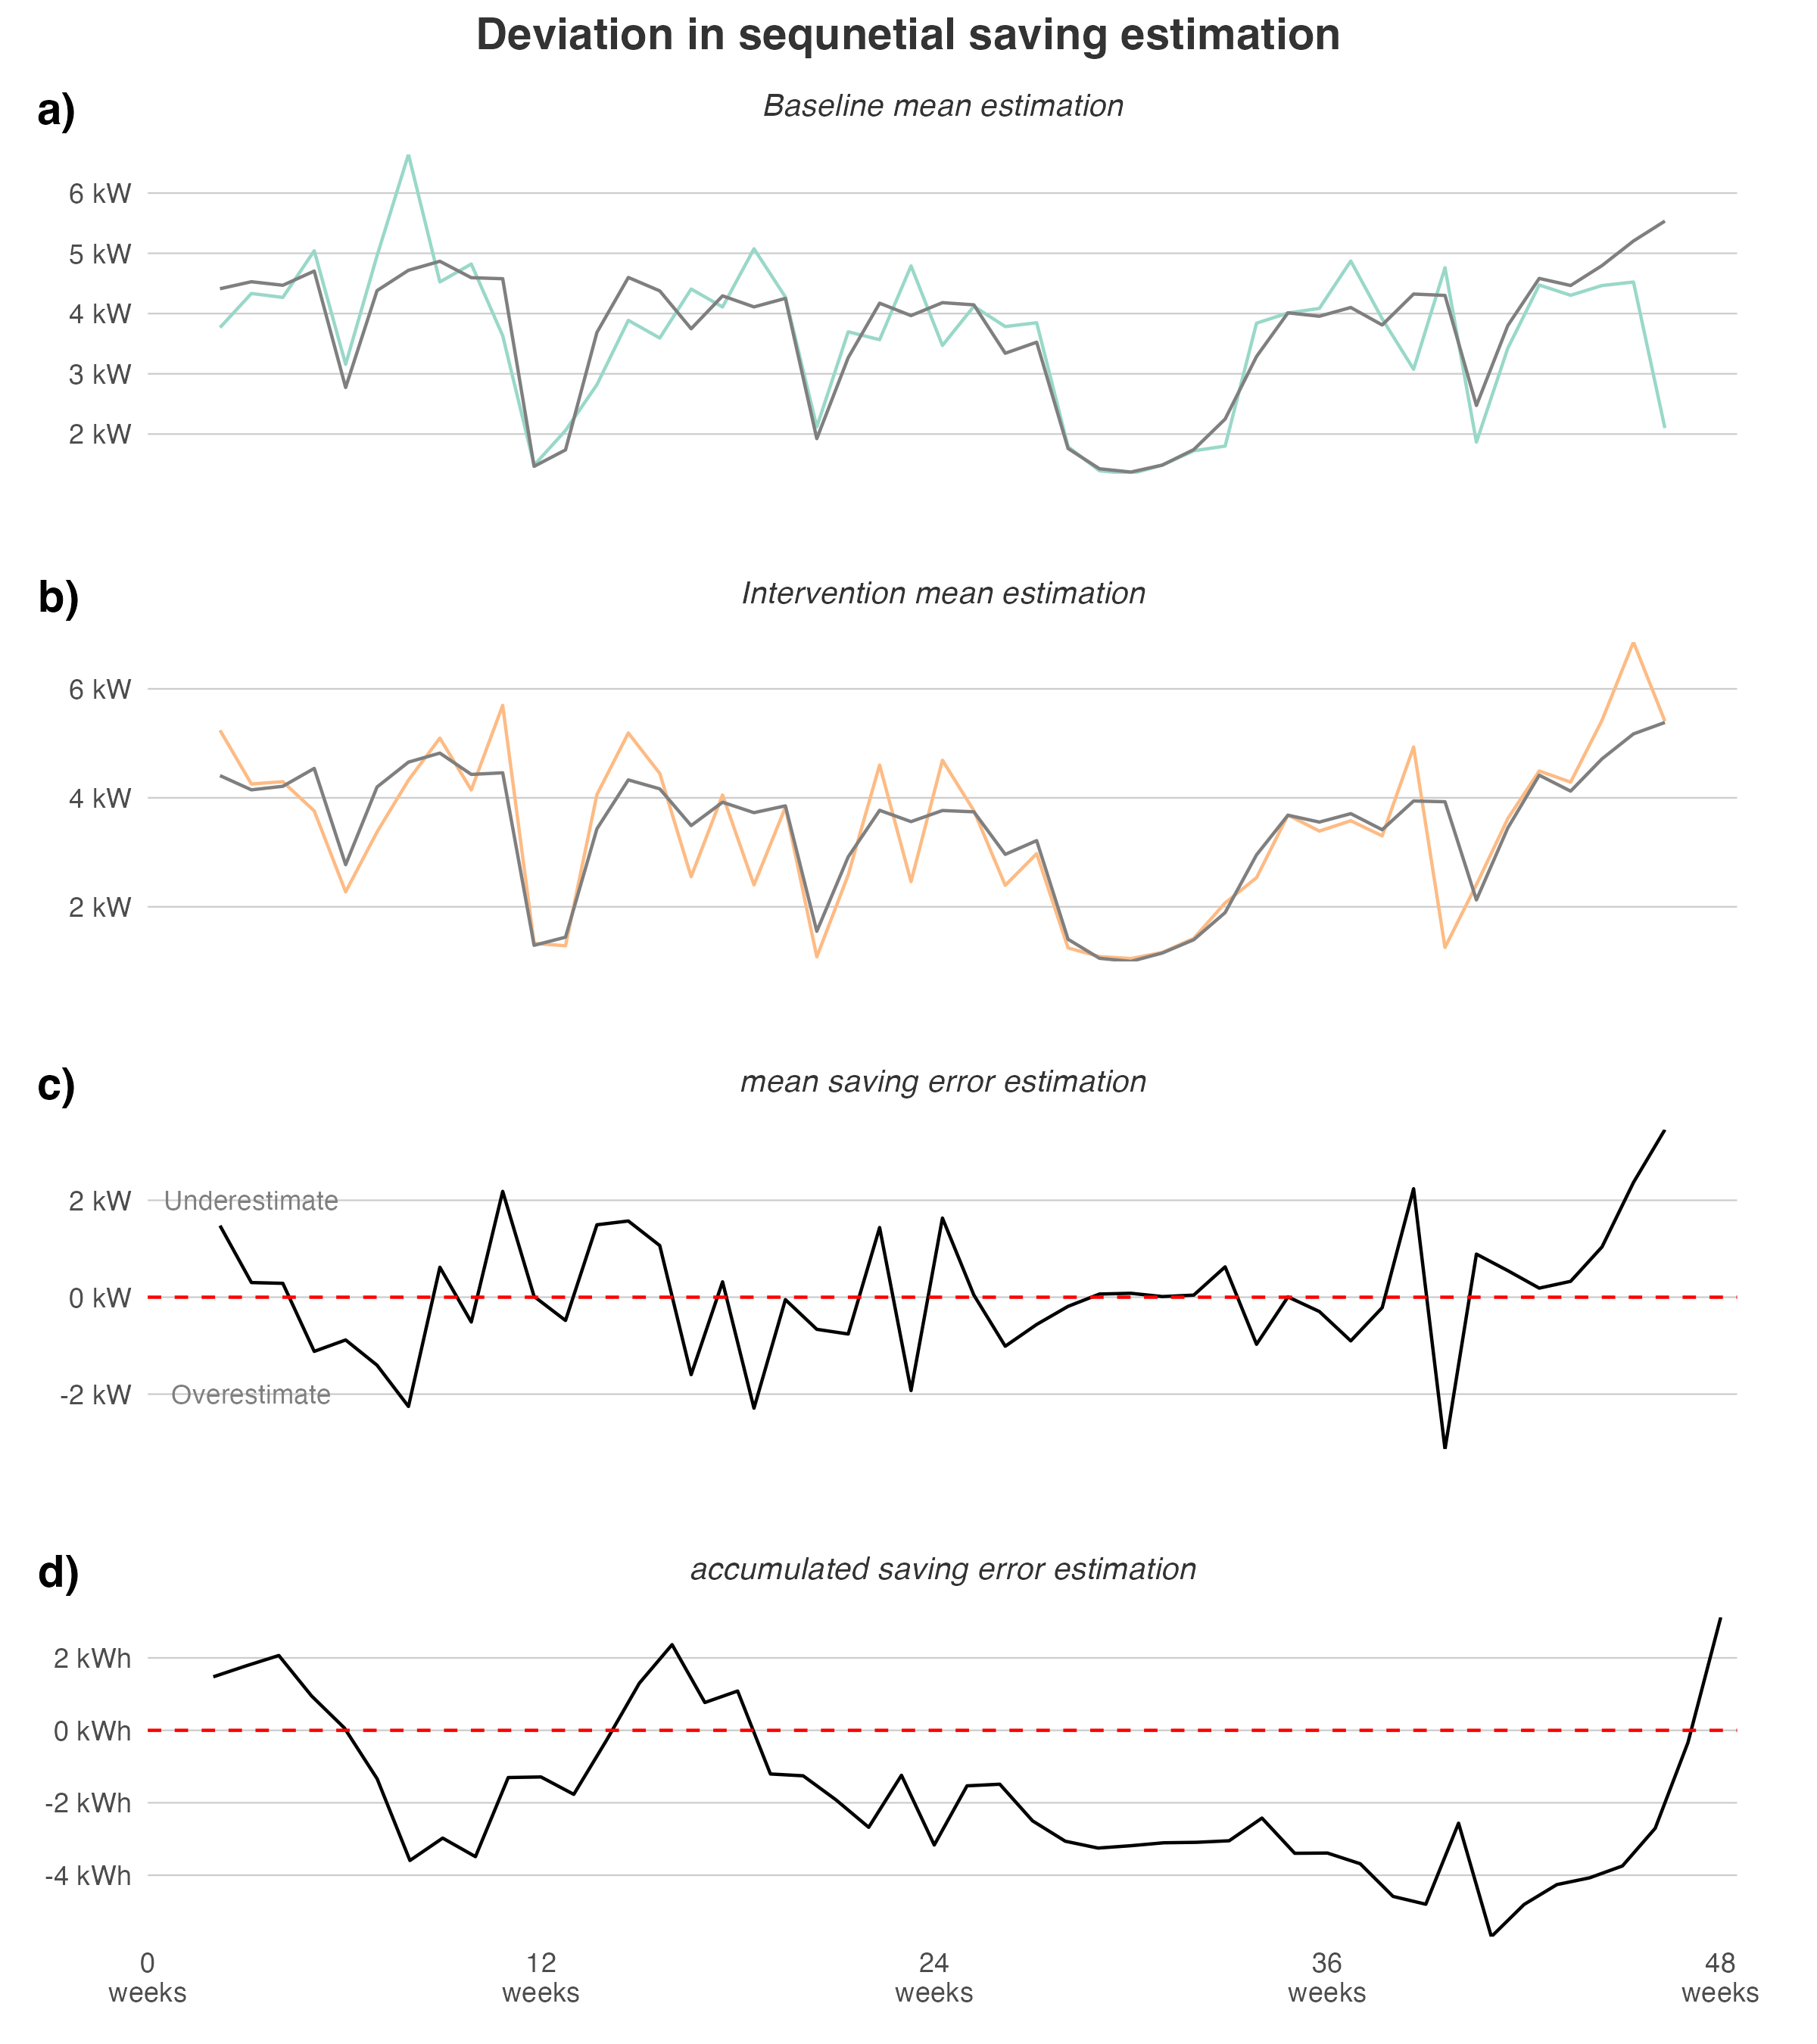 Deviation in sequnetial saving estimation
a)
Baseline mean estimation
6 kW
5 kW
4 kW
3 kW
2 kW
b)
Intervention mean estimation
6 kW
4 kW
2 kW
c)
mean saving error estimation
2 kW
Underestimate
0 kW
-2 kW
Overestimate
d)
accumulated saving error estimation
2 kWh
0 kWh
-2 kWh
-4 kWh
0
weeks
12
weeks
24
weeks
36
weeks
48
weeks